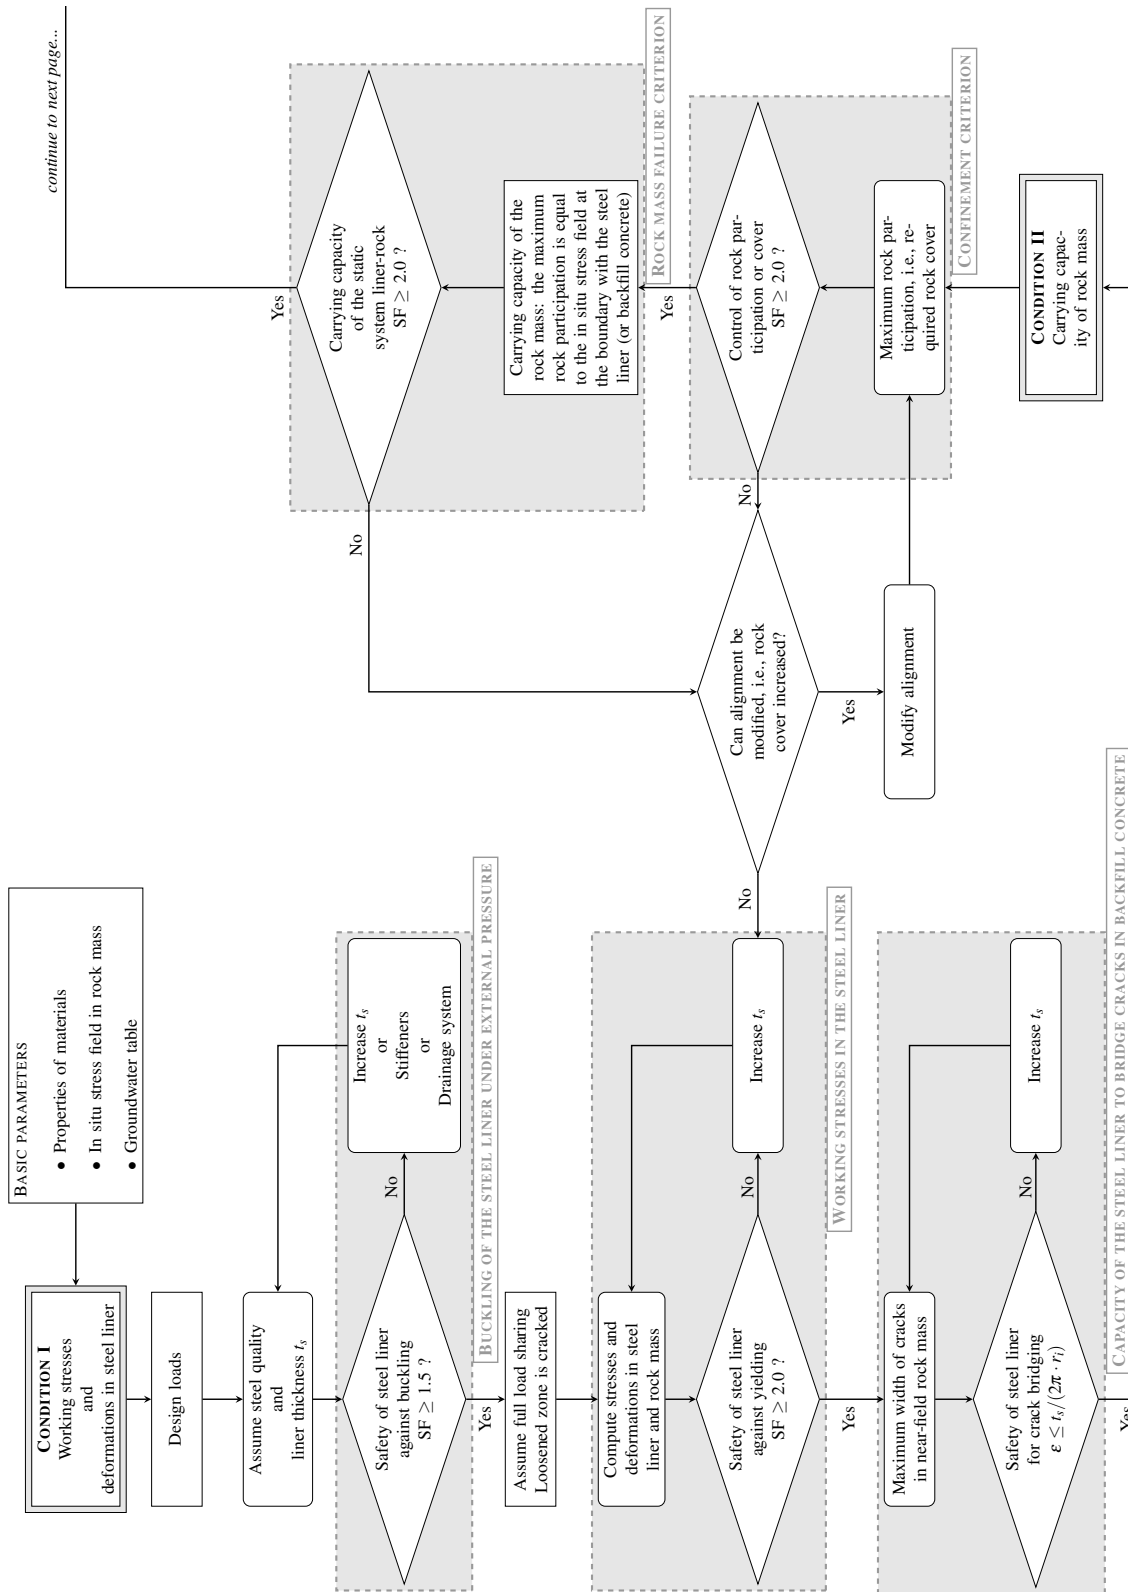 BASIC PARAMETERS
• Properties of materials
• In situ stress field in rock mass
• Groundwater table
CONDITION I
Working stresses
and
deformations in steel liner
Design loads
Assume steel quality
and
liner thickness tₛ
Safety of steel liner
against buckling
SF ≥ 1.5 ?
No
Increase tₛ
or
Stiffeners
or
Drainage system
BUCKLING OF THE STEEL LINER UNDER EXTERNAL PRESSURE
Yes
Assume full load sharing
Loosened zone is cracked
Compute stresses and
deformations in steel
liner and rock mass
Safety of steel liner
against yielding
SF ≥ 2.0 ?
No
Increase tₛ
WORKING STRESSES IN THE STEEL LINER
Yes
Maximum width of cracks
in near-field rock mass
Safety of steel liner
for crack bridging
ε ≤ tₛ/(2π · rᵢ)
No
Increase tₛ
CAPACITY OF THE STEEL LINER TO BRIDGE CRACKS IN BACKFILL CONCRETE
Yes
CONDITION II
Carrying capac-
ity of rock mass
Maximum rock par-
ticipation, i.e., re-
quired rock cover
CONFINEMENT CRITERION
Control of rock par-
ticipation or cover
SF ≥ 2.0 ?
No
Can alignment be
modified, i.e., rock
cover increased?
No
Yes
Modify alignment
Yes
Carrying capacity of the
rock mass: the maximum
rock participation is equal
to the in situ stress field at
the boundary with the steel
liner (or backfill concrete)
ROCK MASS FAILURE CRITERION
Carrying capacity
of the static
system liner-rock
SF ≥ 2.0 ?
No
Yes
continue to next page...